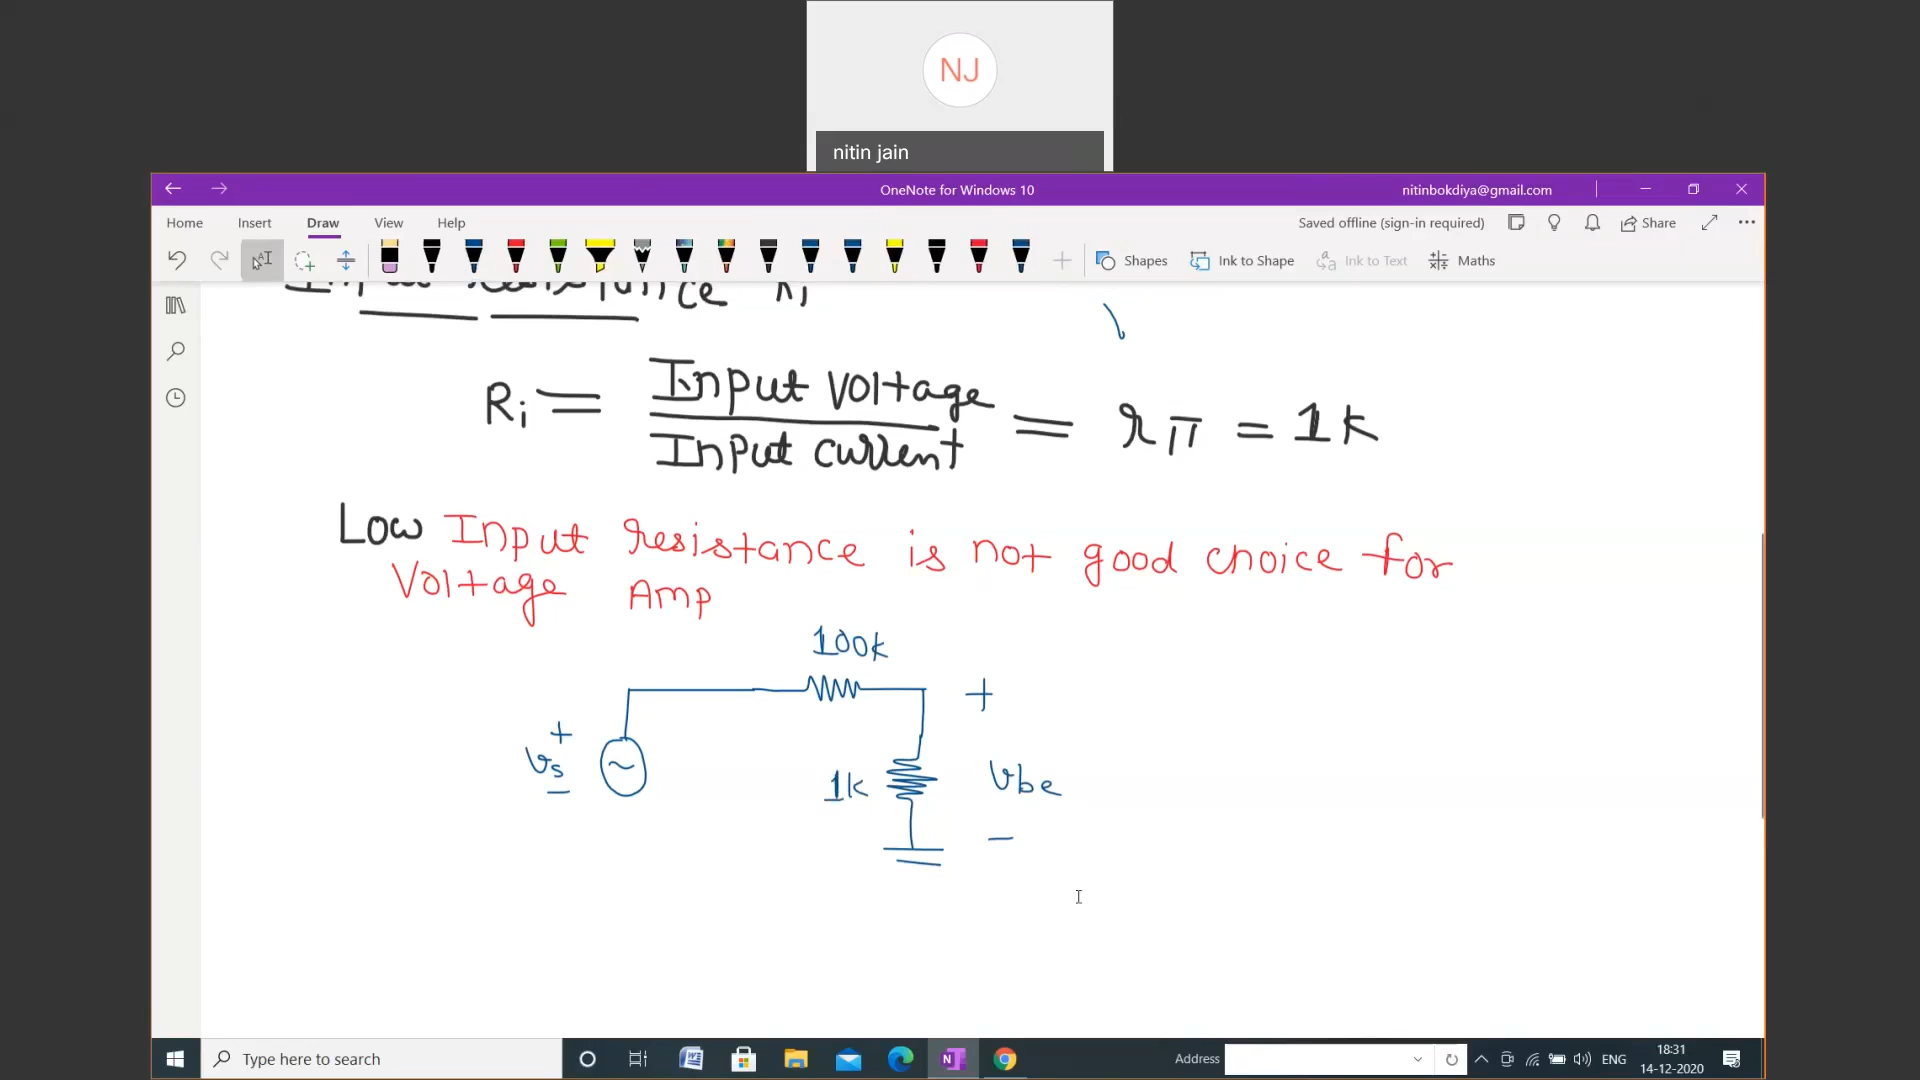 NJ
nitin jain
OneNote for Windows 10
nitinbokdiya@gmail.com
Home Insert Draw View Help
Saved offline (sign-in required)
Share
Shapes
Ink to Shape
Ink to Text
Maths
Input resistance Ri
Ri = Input Voltage / Input current = rπ = 1k
Low Input resistance is not good choice for
Voltage Amp
100k
+
+
vs
~
1k
vbe
−
−
Type here to search
Address
ENG
18:31
14-12-2020